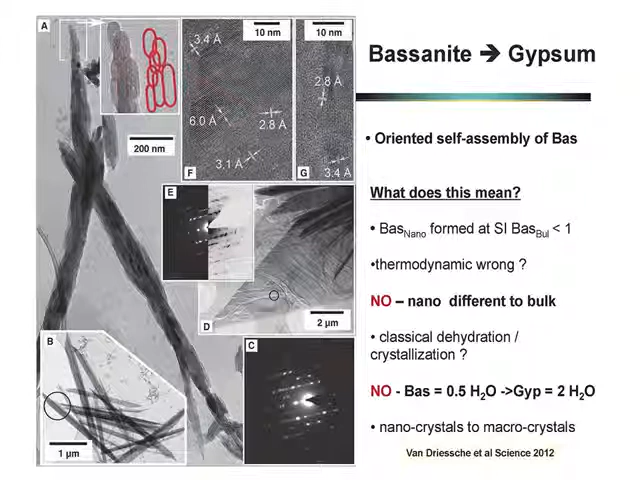 A
3.4 Å
10 nm
10 nm
2.8 Å
6.0 Å
2.8 Å
200 nm
3.1 Å
3.4 Å
F
G
E
D
2 µm
B
C
1 µm
Bassanite ➔ Gypsum
• Oriented self-assembly of Bas
What does this mean?
• Bas_Nano formed at SI Bas_Bul < 1
•thermodynamic wrong ?
NO – nano different to bulk
• classical dehydration /
crystallization ?
NO - Bas = 0.5 H₂O ->Gyp = 2 H₂O
• nano-crystals to macro-crystals
Van Driessche et al Science 2012